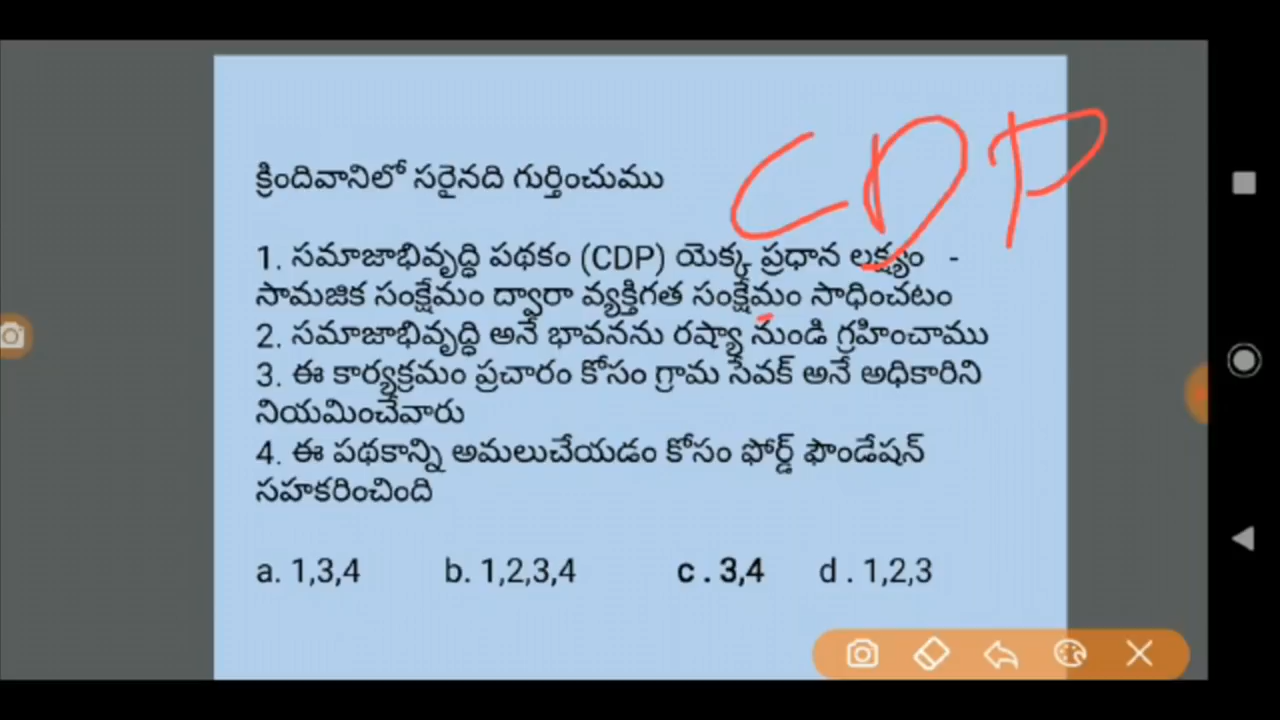 CDP
క్రిందివానిలో సరైనది గుర్తించుము
1. సమాజాభివృద్ధి పథకం (CDP) యెక్క ప్రధాన లక్ష్యం -
సామజిక సంక్షేమం ద్వారా వ్యక్తిగత సంక్షేమం సాధించటం
2. సమాజాభివృద్ధి అనే భావనను రష్యా నుండి గ్రహించాము
3. ఈ కార్యక్రమం ప్రచారం కోసం గ్రామ సేవక్ అనే అధికారిని
నియమించేవారు
4. ఈ పథకాన్ని అమలుచేయడం కోసం ఫోర్డ్ ఫౌండేషన్
సహకరించింది
a. 1,3,4 b. 1,2,3,4 c . 3,4 d . 1,2,3